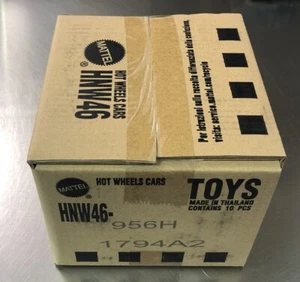 MATTEL
HOT WHEELS CARS
HNW46
Per istruzioni sulla raccolta differenziata della confezione,
visita: service.mattel.com/recycle
MATTEL
HOT WHEELS CARS
TOYS
MADE IN THAILAND
CONTAINS 10 PCS
HNW46-
956H
1794A2